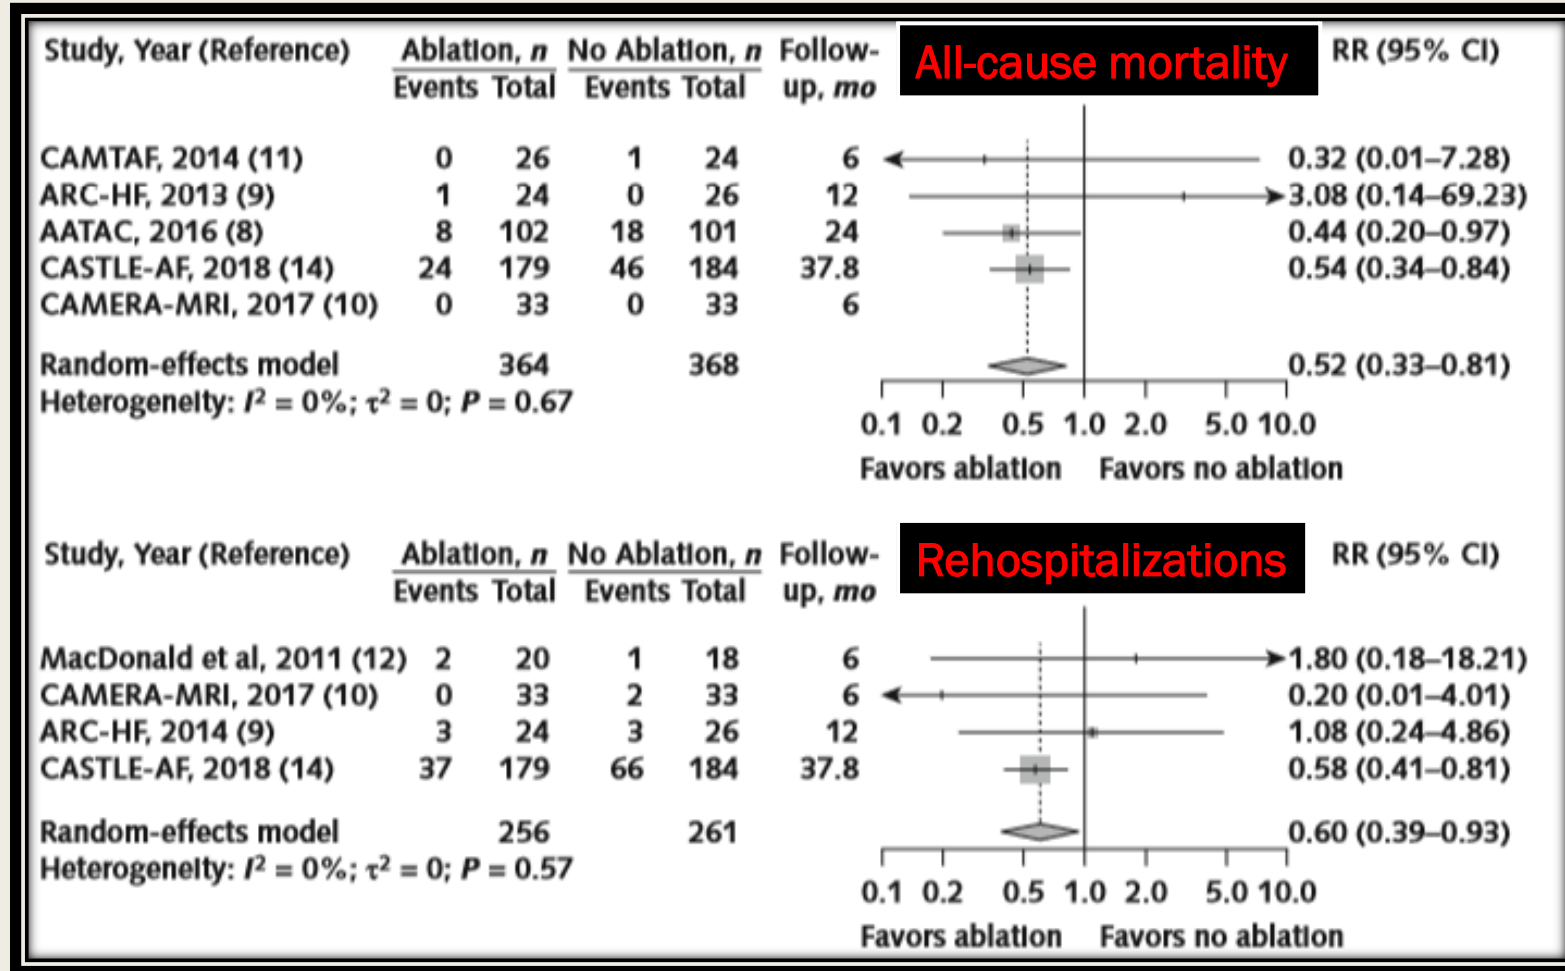 Study, Year (Reference) Ablation, n No Ablation, n Follow- All-cause mortality RR (95% CI)
Events Total Events Total up, mo
CAMTAF, 2014 (11) 0 26 1 24 6 0.32 (0.01–7.28)
ARC-HF, 2013 (9) 1 24 0 26 12 3.08 (0.14–69.23)
AATAC, 2016 (8) 8 102 18 101 24 0.44 (0.20–0.97)
CASTLE-AF, 2018 (14) 24 179 46 184 37.8 0.54 (0.34–0.84)
CAMERA-MRI, 2017 (10) 0 33 0 33 6
Random-effects model 364 368 0.52 (0.33–0.81)
Heterogeneity: I² = 0%; τ² = 0; P = 0.67
0.1 0.2 0.5 1.0 2.0 5.0 10.0
Favors ablation Favors no ablation
Study, Year (Reference) Ablation, n No Ablation, n Follow- Rehospitalizations RR (95% CI)
Events Total Events Total up, mo
MacDonald et al, 2011 (12) 2 20 1 18 6 1.80 (0.18–18.21)
CAMERA-MRI, 2017 (10) 0 33 2 33 6 0.20 (0.01–4.01)
ARC-HF, 2014 (9) 3 24 3 26 12 1.08 (0.24–4.86)
CASTLE-AF, 2018 (14) 37 179 66 184 37.8 0.58 (0.41–0.81)
Random-effects model 256 261 0.60 (0.39–0.93)
Heterogeneity: I² = 0%; τ² = 0; P = 0.57
0.1 0.2 0.5 1.0 2.0 5.0 10.0
Favors ablation Favors no ablation